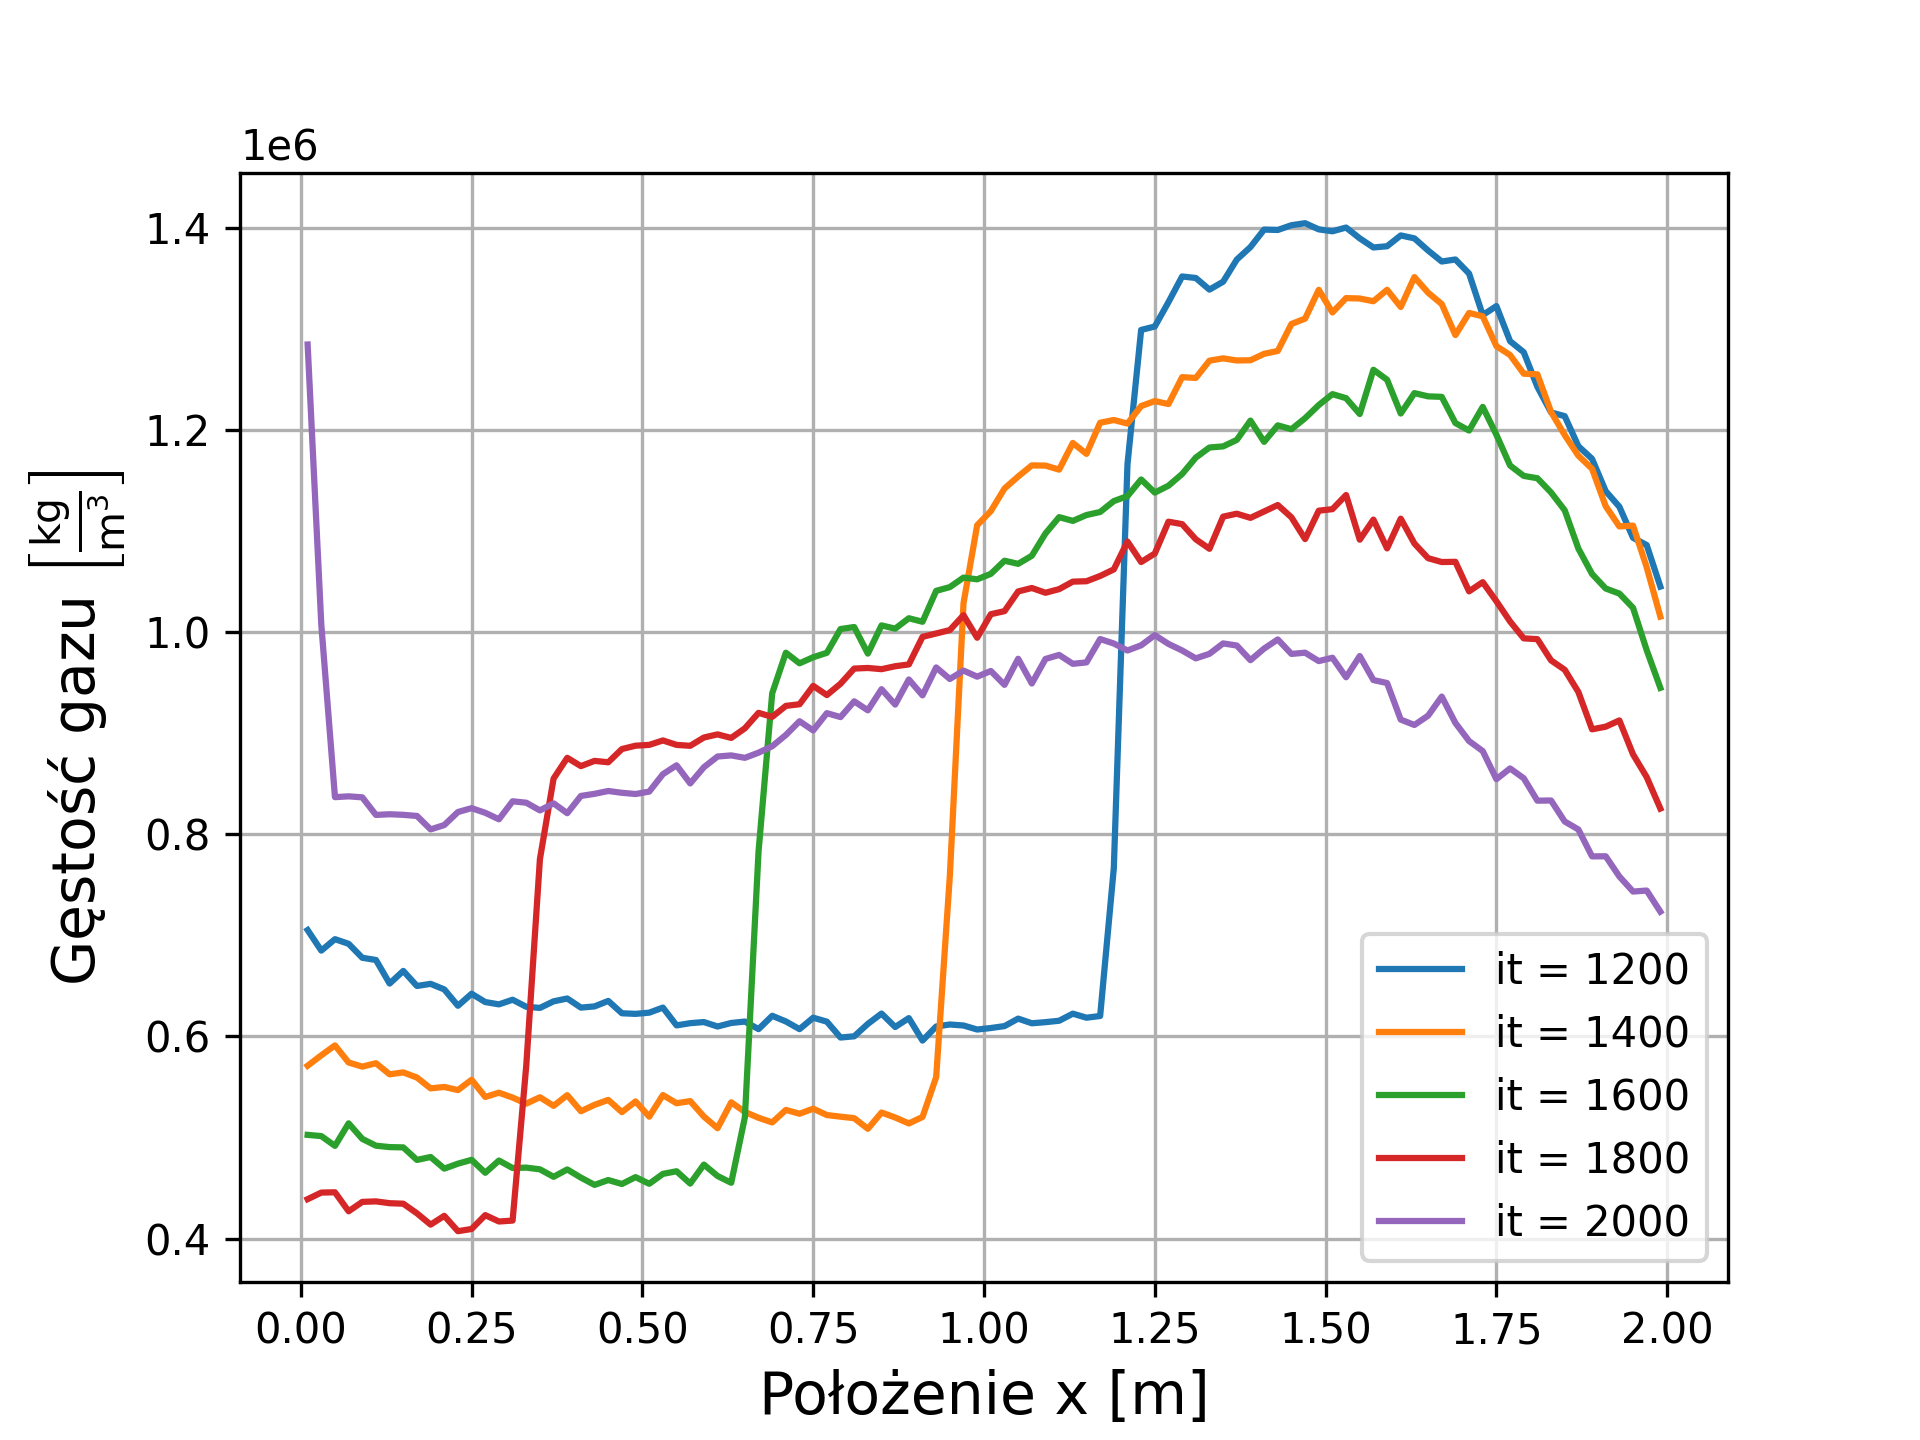 1e6
1.4
1.2
1.0
0.8
0.6
0.4
Gęstość gazu [kg/m³]
0.00 0.25 0.50 0.75 1.00 1.25 1.50 1.75 2.00
Położenie x [m]
it = 1200
it = 1400
it = 1600
it = 1800
it = 2000